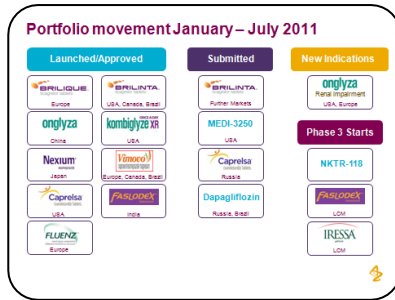 Portfolio movement January – July 2011
Launched/Approved
BRILIQUE
Europe
BRILINTA
USA, Canada, Brazil
onglyza
China
kombiglyze XR
USA
Nexium
Japan
Vimovo
Europe, Canada, Brazil
Caprelsa
USA
FASLODEX
India
FLUENZ
Europe
Submitted
BRILINTA
Further Markets
MEDI-3250
USA
Caprelsa
Russia
Dapagliflozin
Russia, Brazil
New Indications
onglyza
Renal Impairment
USA, Europe
Phase 3 Starts
NKTR-118
FASLODEX
LCM
IRESSA
LCM